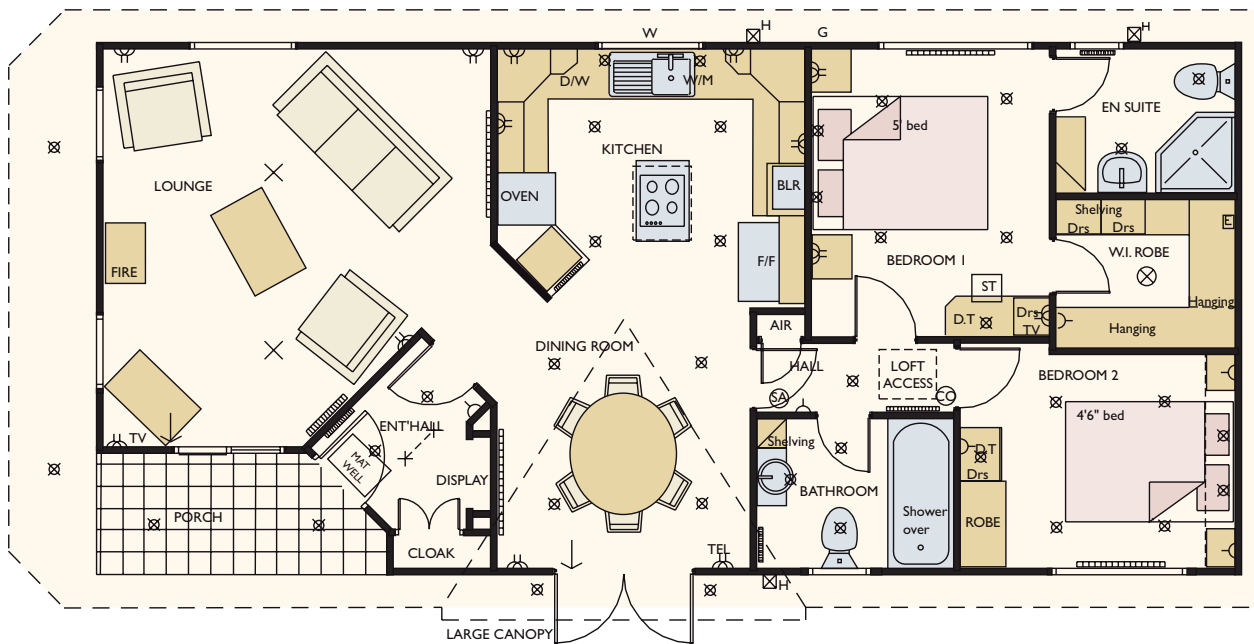 W
H
G
H
D/W
W/M
EN SUITE
5' bed
KITCHEN
LOUNGE
OVEN
BLR
Shelving
Drs
Drs
E
W.I. ROBE
FIRE
F/F
BEDROOM 1
ST
Hanging
D.T
Drs
TV
Hanging
AIR
DINING ROOM
HALL
LOFT
ACCESS
BEDROOM 2
SA
CO
4'6" bed
ENT'HALL
TV
Shelving
D.T
Drs
MAT
WELL
DISPLAY
BATHROOM
PORCH
Shower
over
ROBE
CLOAK
TEL
H
LARGE CANOPY